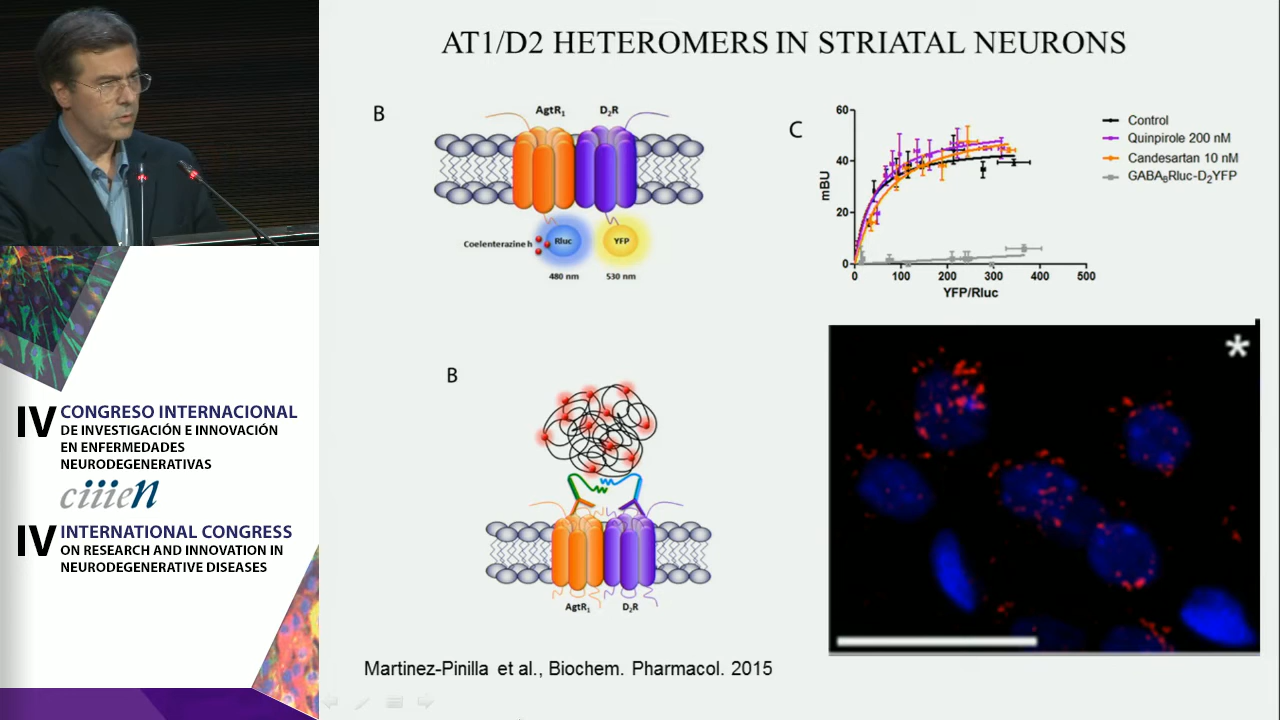 AT1/D2 HETEROMERS IN STRIATAL NEURONS
B
AgtR1
D2R
Coelenterazine h
Rluc
YFP
480 nm
530 nm
C
60
40
20
0
mBU
0
100
200
300
400
500
YFP/Rluc
Control
Quinpirole 200 nM
Candesartan 10 nM
GABABRluc-D2YFP
B
AgtR1
D2R
*
Martinez-Pinilla et al., Biochem. Pharmacol. 2015
IV CONGRESO INTERNACIONAL
DE INVESTIGACIÓN E INNOVACIÓN
EN ENFERMEDADES
NEURODEGENERATIVAS
ciiien
IV INTERNATIONAL CONGRESS
ON RESEARCH AND INNOVATION IN
NEURODEGENERATIVE DISEASES